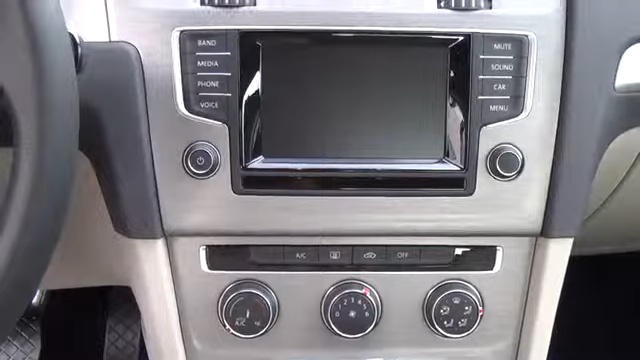 BAND
MEDIA
PHONE
VOICE
MUTE
SOUND
CAR
MENU
A/C
OFF
A/C